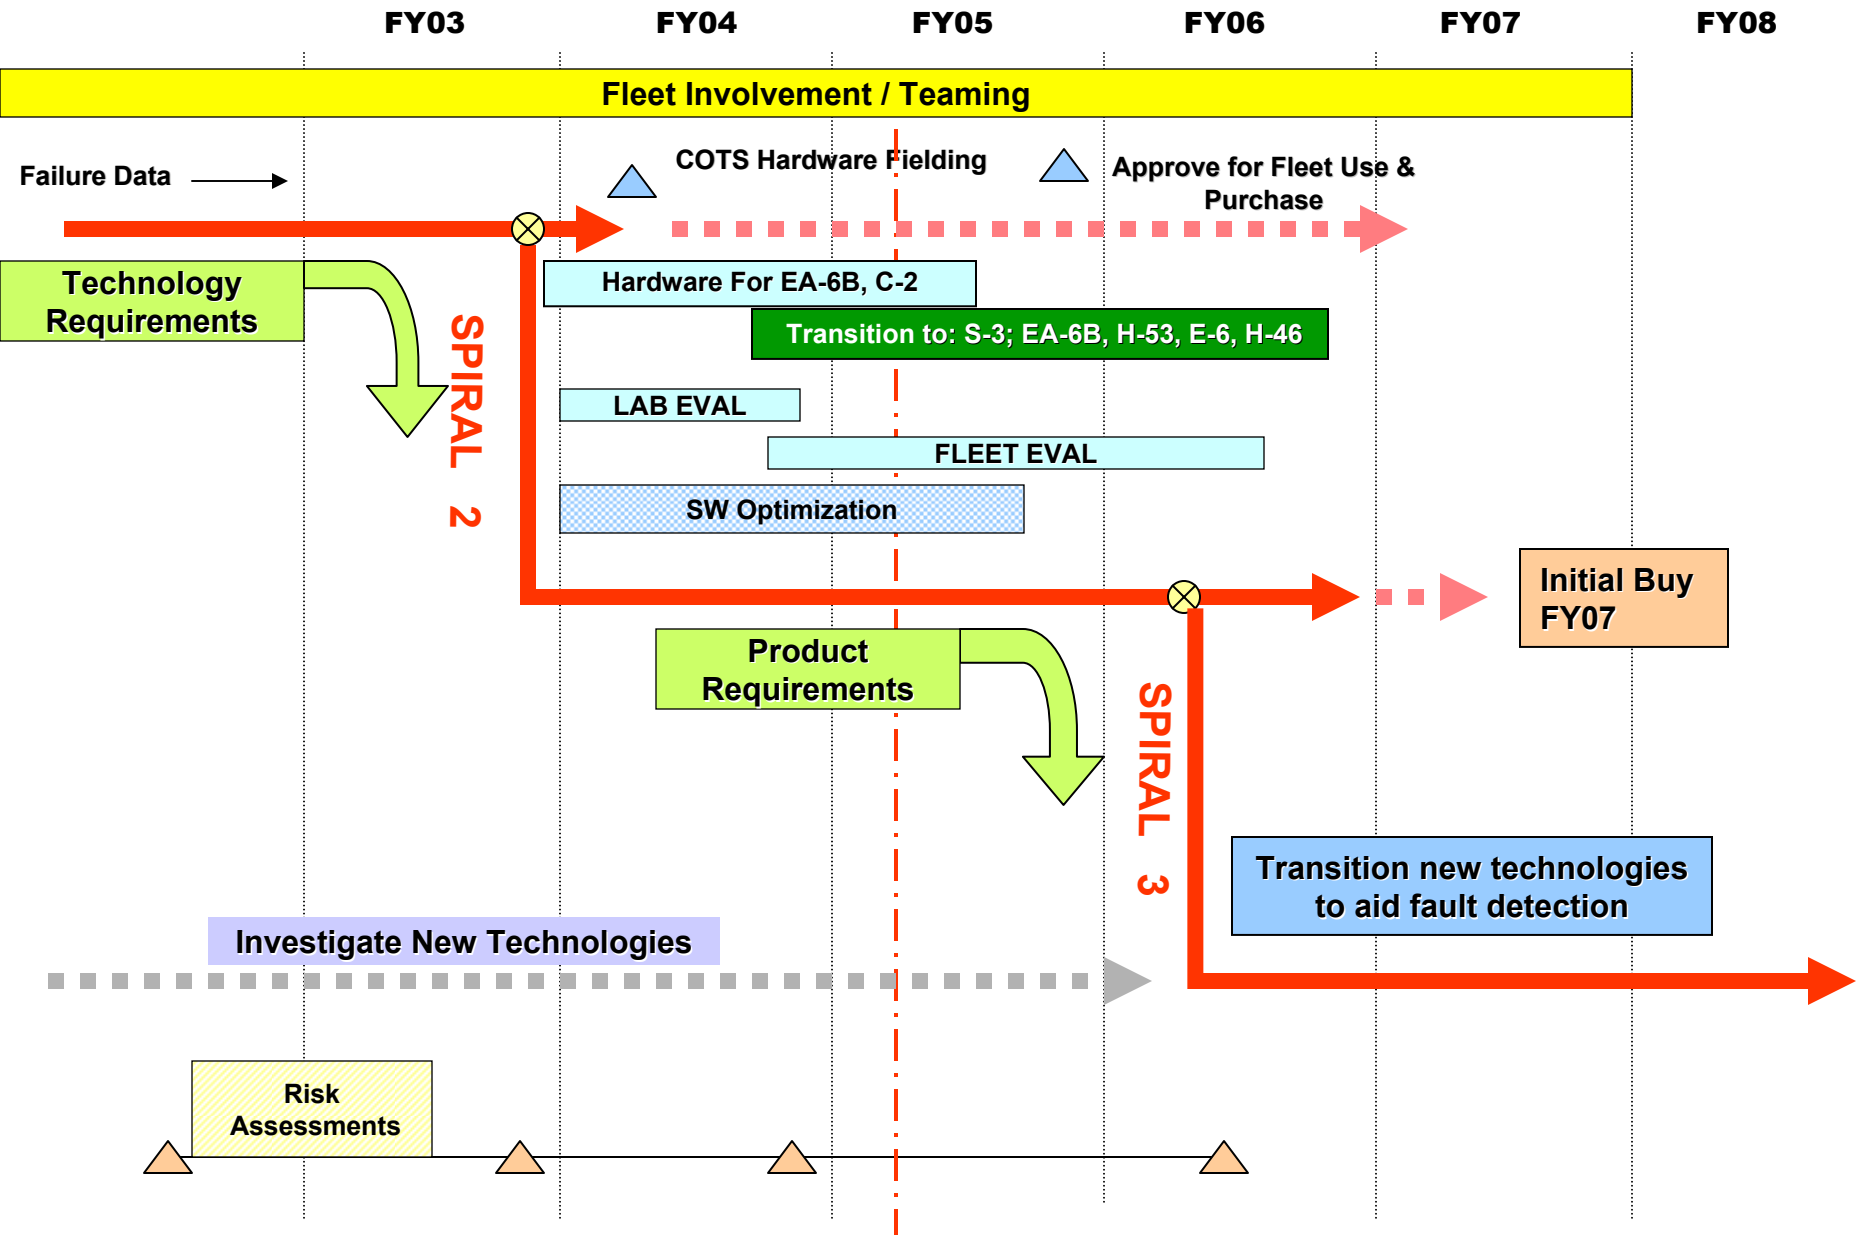 FY03 FY04 FY05 FY06 FY07 FY08
Fleet Involvement / Teaming
Failure Data
COTS Hardware Fielding
Approve for Fleet Use &
Purchase
Technology
Requirements
Hardware For EA-6B, C-2
Transition to: S-3; EA-6B, H-53, E-6, H-46
SPIRAL 2
LAB EVAL
FLEET EVAL
SW Optimization
Initial Buy
FY07
Product
Requirements
SPIRAL 3
Transition new technologies
to aid fault detection
Investigate New Technologies
Risk
Assessments